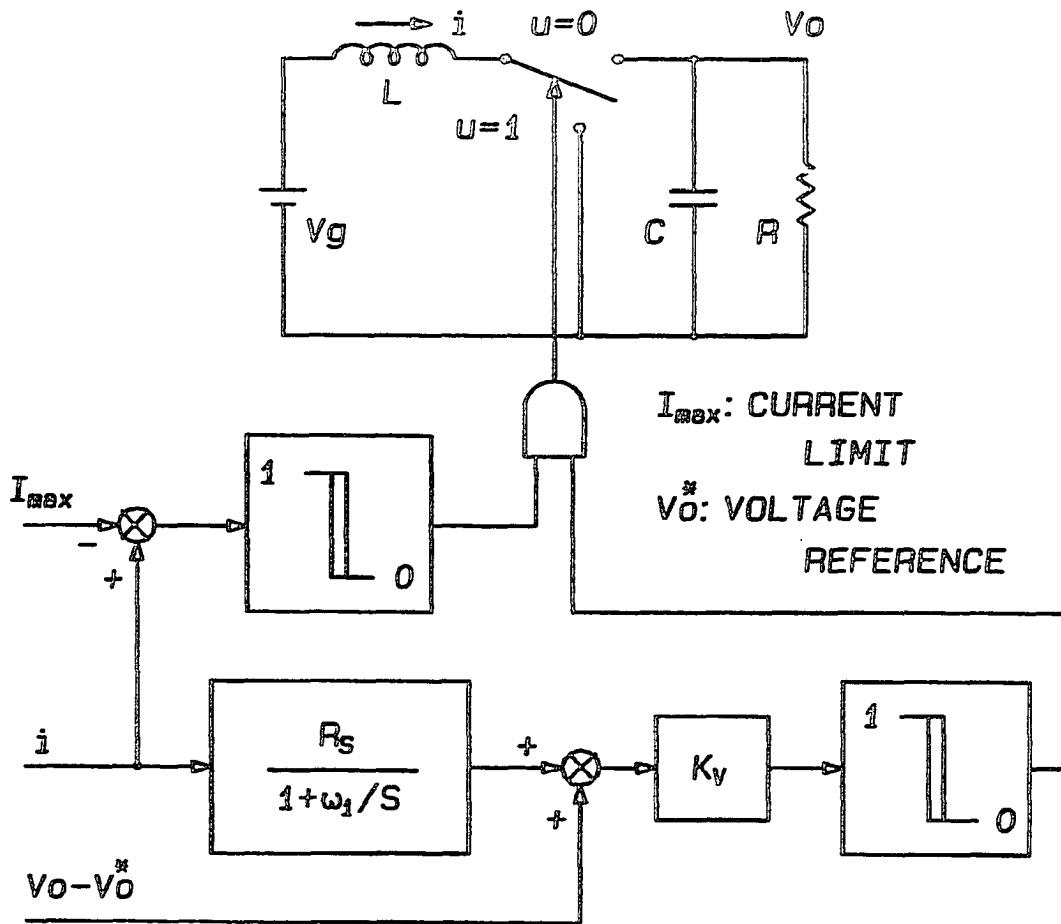 i
u=0
Vo
L
u=1
Vg
C
R
Imax: CURRENT
LIMIT
Vo*: VOLTAGE
REFERENCE
Imax
-
+
1
0
i
Rs
1+ω1/S
+
+
Kv
1
0
Vo-Vo*